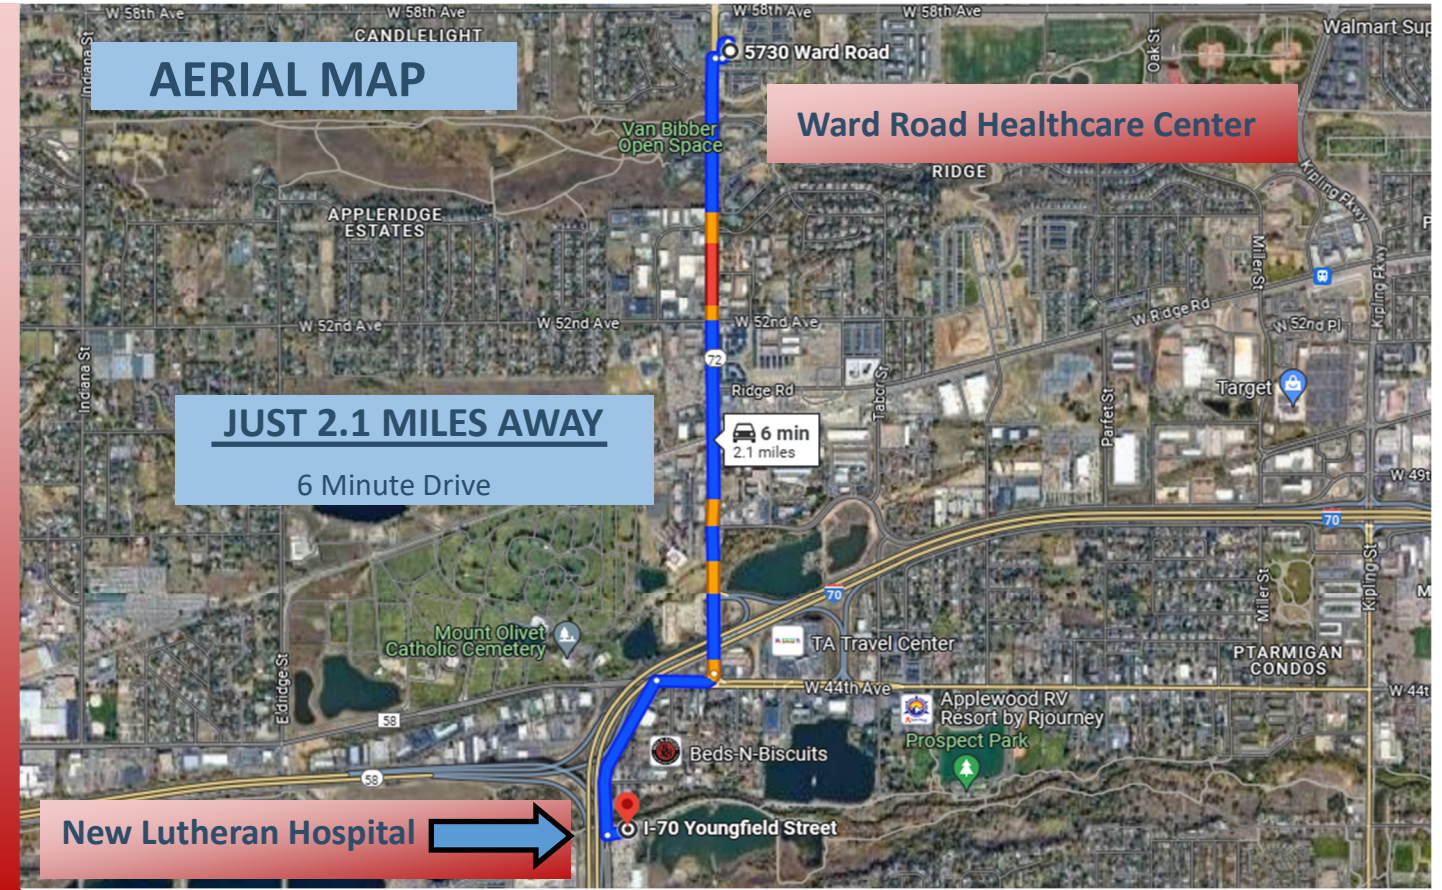 W 58th Ave
W 58th Ave
W 58th Ave
W 58th Ave
Indiana St
CANDLELIGHT
AERIAL MAP
5730 Ward Road
Oak St
Walmart Sup
Ward Road Healthcare Center
Van Bibber
Open Space
RIDGE
Kipling Pkwy
APPLERIDGE
ESTATES
Miller St
Kipling Pkwy
W Ridge Rd
W 52nd Ave
W 52nd Ave
W 52nd Ave
W 52nd Pl
72
Indiana St
Ridge Rd
Tabor St
Target
Parfet St
JUST 2.1 MILES AWAY
6 Minute Drive
6 min
2.1 miles
W 49t
70
70
Miller St
Kipling St
M
Mount Olivet
Catholic Cemetery
TA Travel Center
PTARMIGAN
CONDOS
Eldridge St
W 44th Ave
W 44t
58
Applewood RV
Resort by Rjourney
Prospect Park
Beds-N-Biscuits
58
New Lutheran Hospital
I-70 Youngfield Street